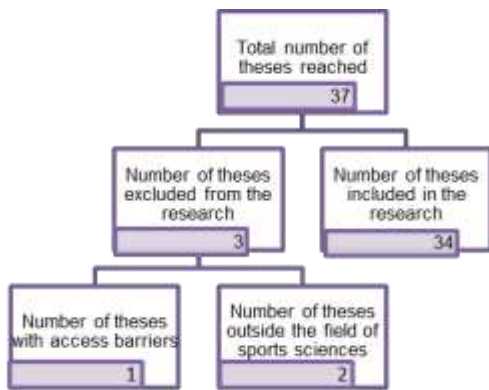 Total number of
theses reached
37
Number of theses
excluded from the
research
3
Number of theses
included in the
research
34
Number of theses
with access barriers
1
Number of theses
outside the field of
sports sciences
2